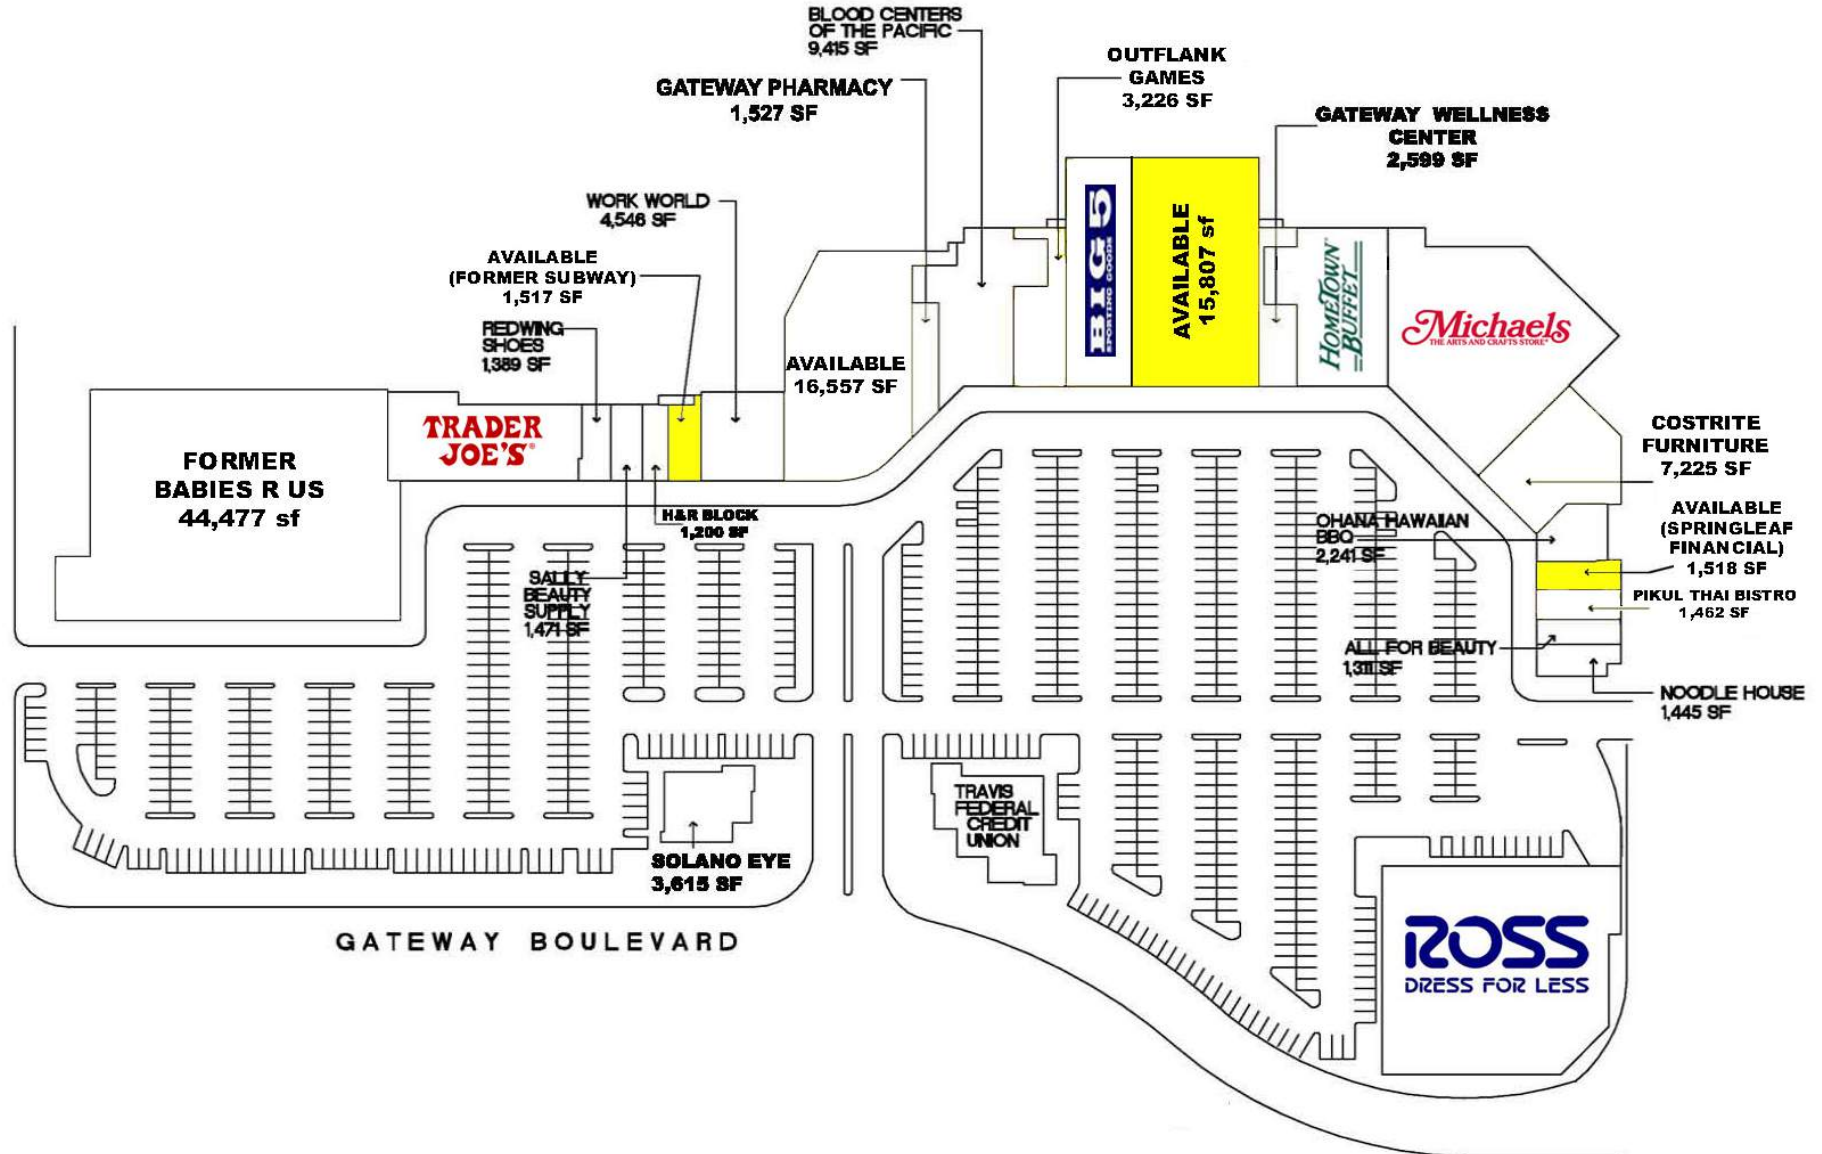 BLOOD CENTERS
OF THE PACIFIC
9,415 SF
OUTFLANK
GAMES
3,226 SF
GATEWAY PHARMACY
1,527 SF
GATEWAY WELLNESS
CENTER
2,599 SF
WORK WORLD
4,546 SF
AVAILABLE
(FORMER SUBWAY)
1,517 SF
REDWING
SHOES
1,389 SF
BIG 5
SPORTING GOODS
AVAILABLE
15,807 sf
HOMETOWN
BUFFET
Michaels
THE ARTS AND CRAFTS STORE®
AVAILABLE
16,557 SF
TRADER
JOE'S®
FORMER
BABIES R US
44,477 sf
COSTRITE
FURNITURE
7,225 SF
H&R BLOCK
1,200 SF
OHANA HAWAIIAN
BBQ
2,241 SF
AVAILABLE
(SPRINGLEAF
FINANCIAL)
1,518 SF
SALLY
BEAUTY
SUPPLY
1,471 SF
PIKUL THAI BISTRO
1,462 SF
ALL FOR BEAUTY
1,311 SF
NOODLE HOUSE
1,445 SF
TRAVIS
FEDERAL
CREDIT
UNION
SOLANO EYE
3,615 SF
GATEWAY BOULEVARD
ROSS
DRESS FOR LESS